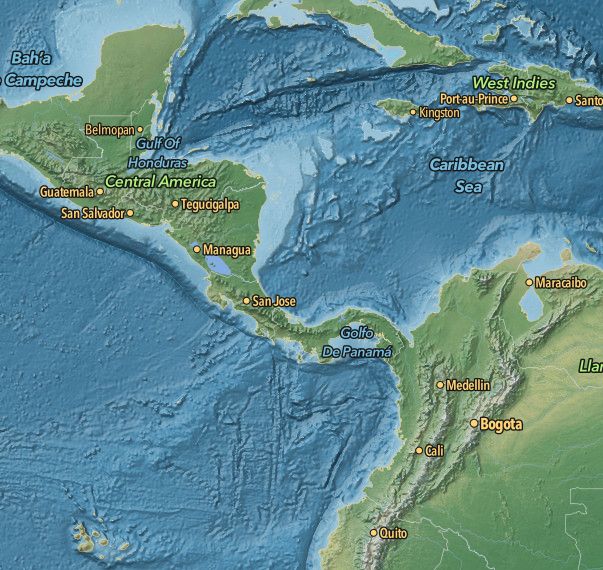 Bah'a
Campeche
West Indies
Port-au-Prince
Santo
Kingston
Belmopan
Gulf Of
Honduras
Caribbean
Sea
Central America
Guatemala
Tegucigalpa
San Salvador
Managua
Maracaibo
San Jose
Golfo
De Panamá
Llar
Medellin
Bogota
Cali
Quito